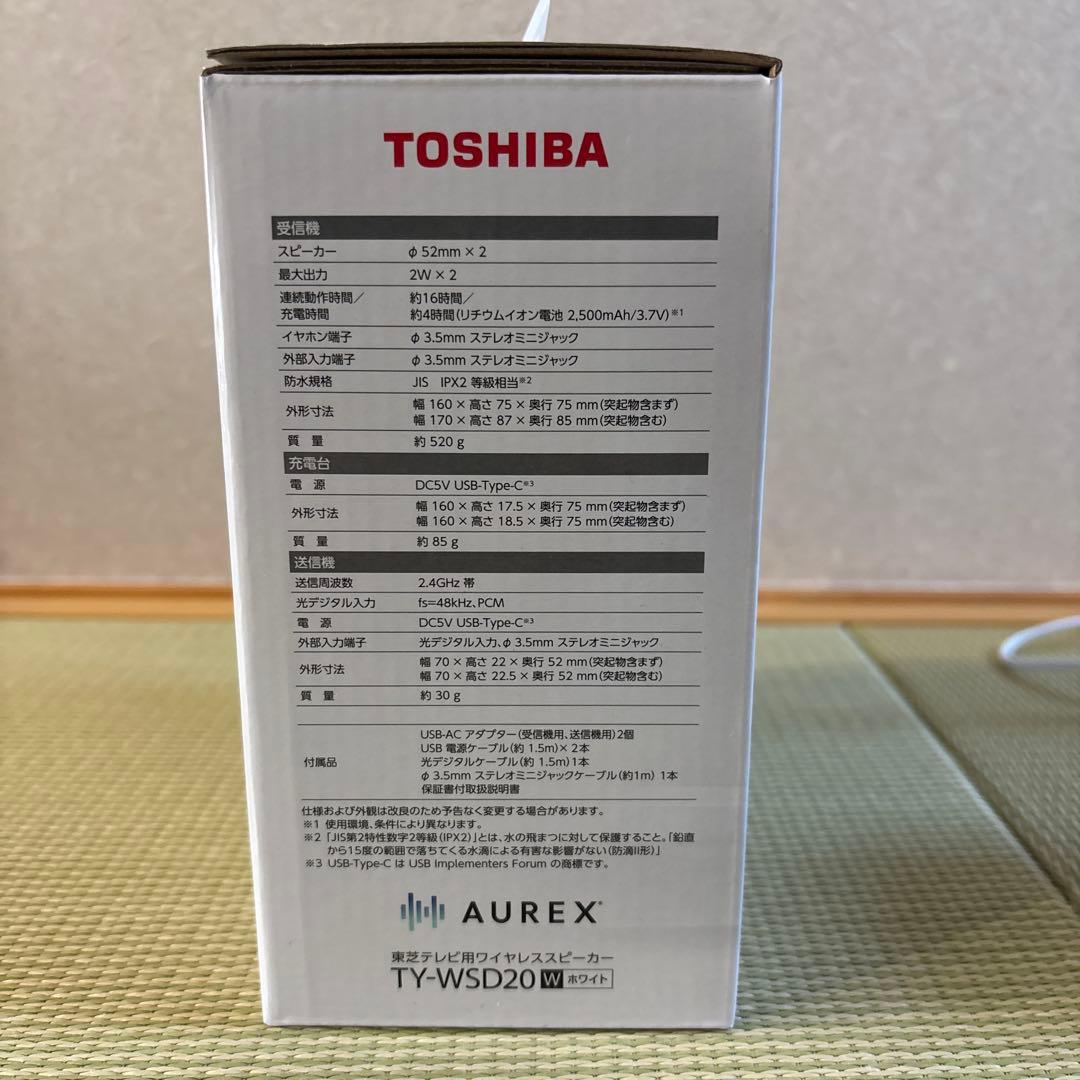 TOSHIBA
受信機
スピーカー φ 52mm × 2
最大出力 2W × 2
連続動作時間／ 約16時間／
充電時間 約4時間（リチウムイオン電池 2,500mAh/3.7V）※1
イヤホン端子 φ 3.5mm ステレオミニジャック
外部入力端子 φ 3.5mm ステレオミニジャック
防水規格 JIS IPX2 等級相当※2
外形寸法 幅 160 × 高さ 75 × 奥行 75 mm（突起物含まず）
幅 170 × 高さ 87 × 奥行 85 mm（突起物含む）
質 量 約 520 g
充電台
電 源 DC5V USB-Type-C※3
外形寸法 幅 160 × 高さ 17.5 × 奥行 75 mm（突起物含まず）
幅 160 × 高さ 18.5 × 奥行 75 mm（突起物含む）
質 量 約 85 g
送信機
送信周波数 2.4GHz 帯
光デジタル入力 fs=48kHz、PCM
電 源 DC5V USB-Type-C※3
外部入力端子 光デジタル入力、φ 3.5mm ステレオミニジャック
外形寸法 幅 70 × 高さ 22 × 奥行 52 mm（突起物含まず）
幅 70 × 高さ 22.5 × 奥行 52 mm（突起物含む）
質 量 約 30 g
付属品 USB-AC アダプター（受信機用、送信機用）2個
USB 電源ケーブル（約 1.5m）× 2本
光デジタルケーブル（約 1.5m）1本
φ 3.5mm ステレオミニジャックケーブル（約1m） 1本
保証書付取扱説明書
仕様および外観は改良のため予告なく変更する場合があります。
※1 使用環境、条件により異なります。
※2 「JIS第2特性数字2等級（IPX2）」とは、水の飛まつに対して保護すること。「鉛直
から15度の範囲で落ちてくる水滴による有害な影響がない（防滴II形）」
※3 USB-Type-C は USB Implementers Forum の商標です。
AUREX®
東芝テレビ用ワイヤレススピーカー
TY-WSD20 W ホワイト